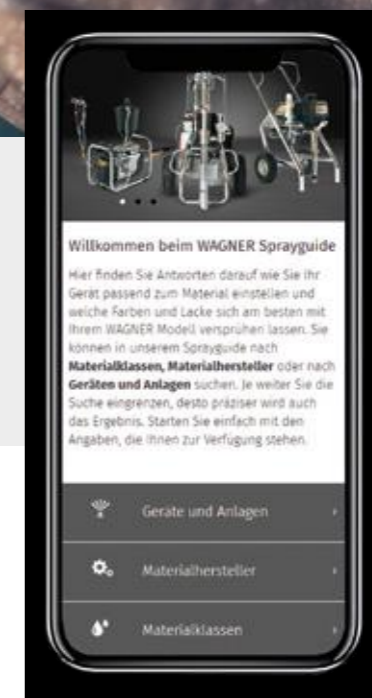 Willkommen beim WAGNER Sprayguide
Hier finden Sie Antworten darauf wie Sie Ihr
Gerät passend zum Material einstellen und
welche Farben und Lacke sich am besten mit
Ihrem WAGNER Modell versprühen lassen. Sie
können in unserem Sprayguide nach
Materialklassen, Materialhersteller oder nach
Geräten und Anlagen suchen. Je weiter Sie die
Suche eingrenzen, desto präziser wird auch
das Ergebnis. Starten Sie einfach mit den
Angaben, die Ihnen zur Verfügung stehen.
Geräte und Anlagen
Materialhersteller
Materialklassen